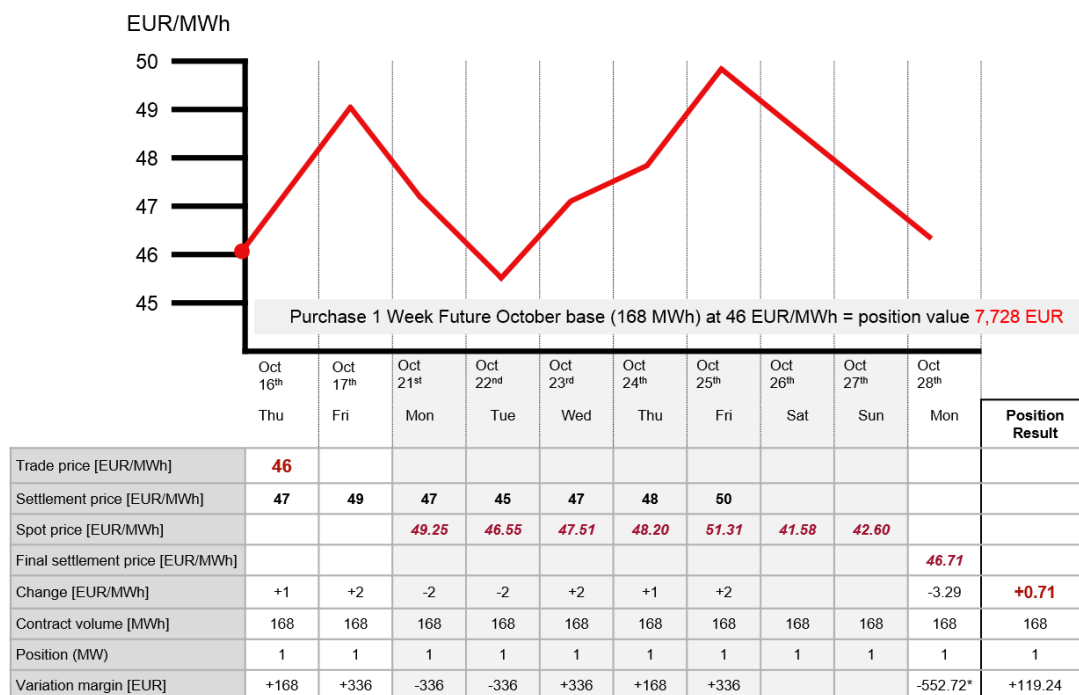 EUR/MWh
50
49
48
47
46
45
Purchase 1 Week Future October base (168 MWh) at 46 EUR/MWh = position value 7,728 EUR
Oct Oct Oct Oct Oct Oct Oct Oct Oct Oct
16th 17th 21st 22nd 23rd 24th 25th 26th 27th 28th
Thu Fri Mon Tue Wed Thu Fri Sat Sun Mon Position
Result
Trade price [EUR/MWh] 46
Settlement price [EUR/MWh] 47 49 47 45 47 48 50
Spot price [EUR/MWh] 49.25 46.55 47.51 48.20 51.31 41.58 42.60
Final settlement price [EUR/MWh] 46.71
Change [EUR/MWh] +1 +2 -2 -2 +2 +1 +2 -3.29 +0.71
Contract volume [MWh] 168 168 168 168 168 168 168 168 168 168 168
Position (MW) 1 1 1 1 1 1 1 1 1 1 1
Variation margin [EUR] +168 +336 -336 -336 +336 +168 +336 -552.72* +119.24